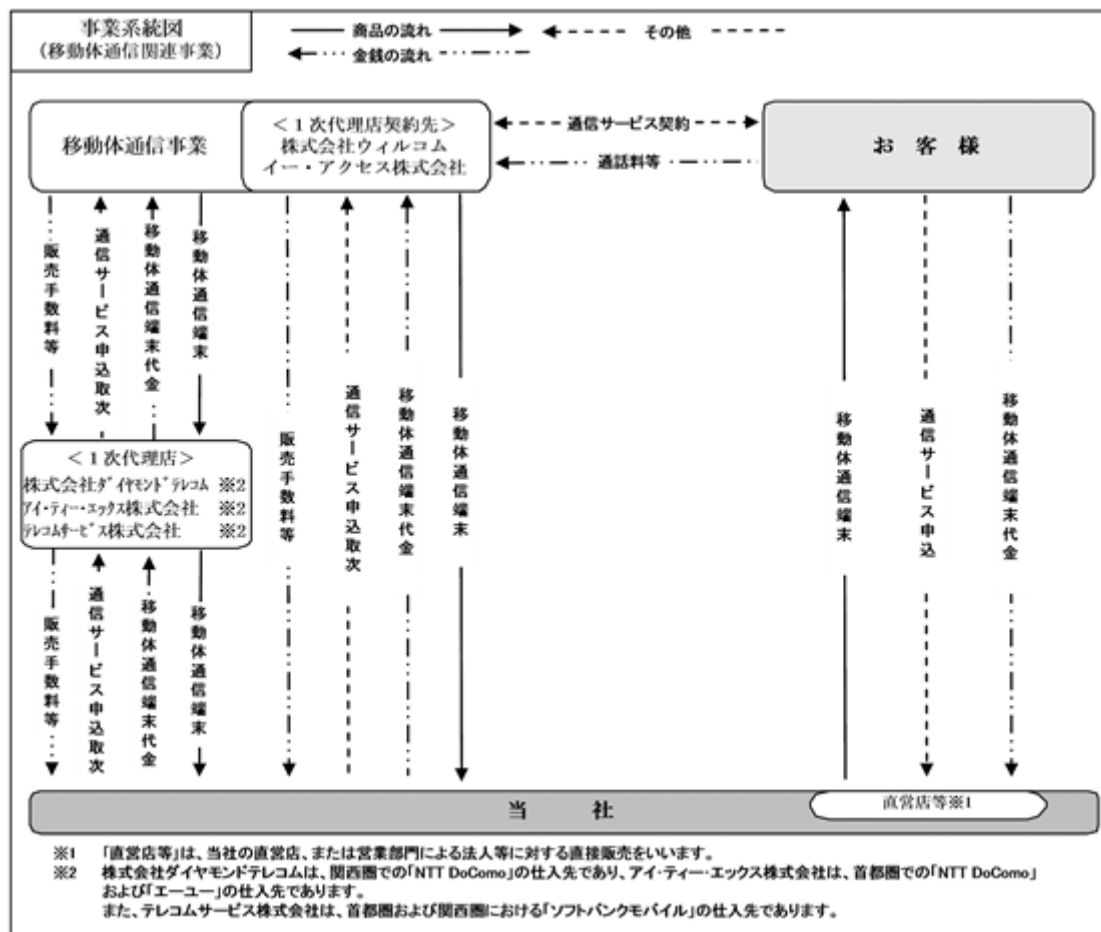 事業系統図
(移動体通信関連事業)
商品の流れ
その他
金銭の流れ
移動体通信事業
<1次代理店契約先>
株式会社ウィルコム
イー・アクセス株式会社
通信サービス契約
通話料等
お 客 様
販売手数料等
通信サービス申込取次
移動体通信端末代金
移動体通信端末
<1次代理店>
株式会社ダイヤモンドテレコム ※2
アイ・ティー・エックス株式会社 ※2
テレコムサービス株式会社 ※2
販売手数料等
通信サービス申込取次
移動体通信端末代金
移動体通信端末
販売手数料等
通信サービス申込取次
移動体通信端末代金
移動体通信端末
移動体通信端末
通信サービス申込
移動体通信端末代金
当 社
直営店等※1
※1 「直営店等」は、当社の直営店、または営業部門による法人等に対する直接販売をいいます。
※2 株式会社ダイヤモンドテレコムは、関西圏での「NTT DoCoMo」の仕入先であり、アイ・ティー・エックス株式会社は、首都圏での「NTT DoCoMo」
および「エーユー」の仕入先であります。
また、テレコムサービス株式会社は、首都圏および関西圏における「ソフトバンクモバイル」の仕入先であります。